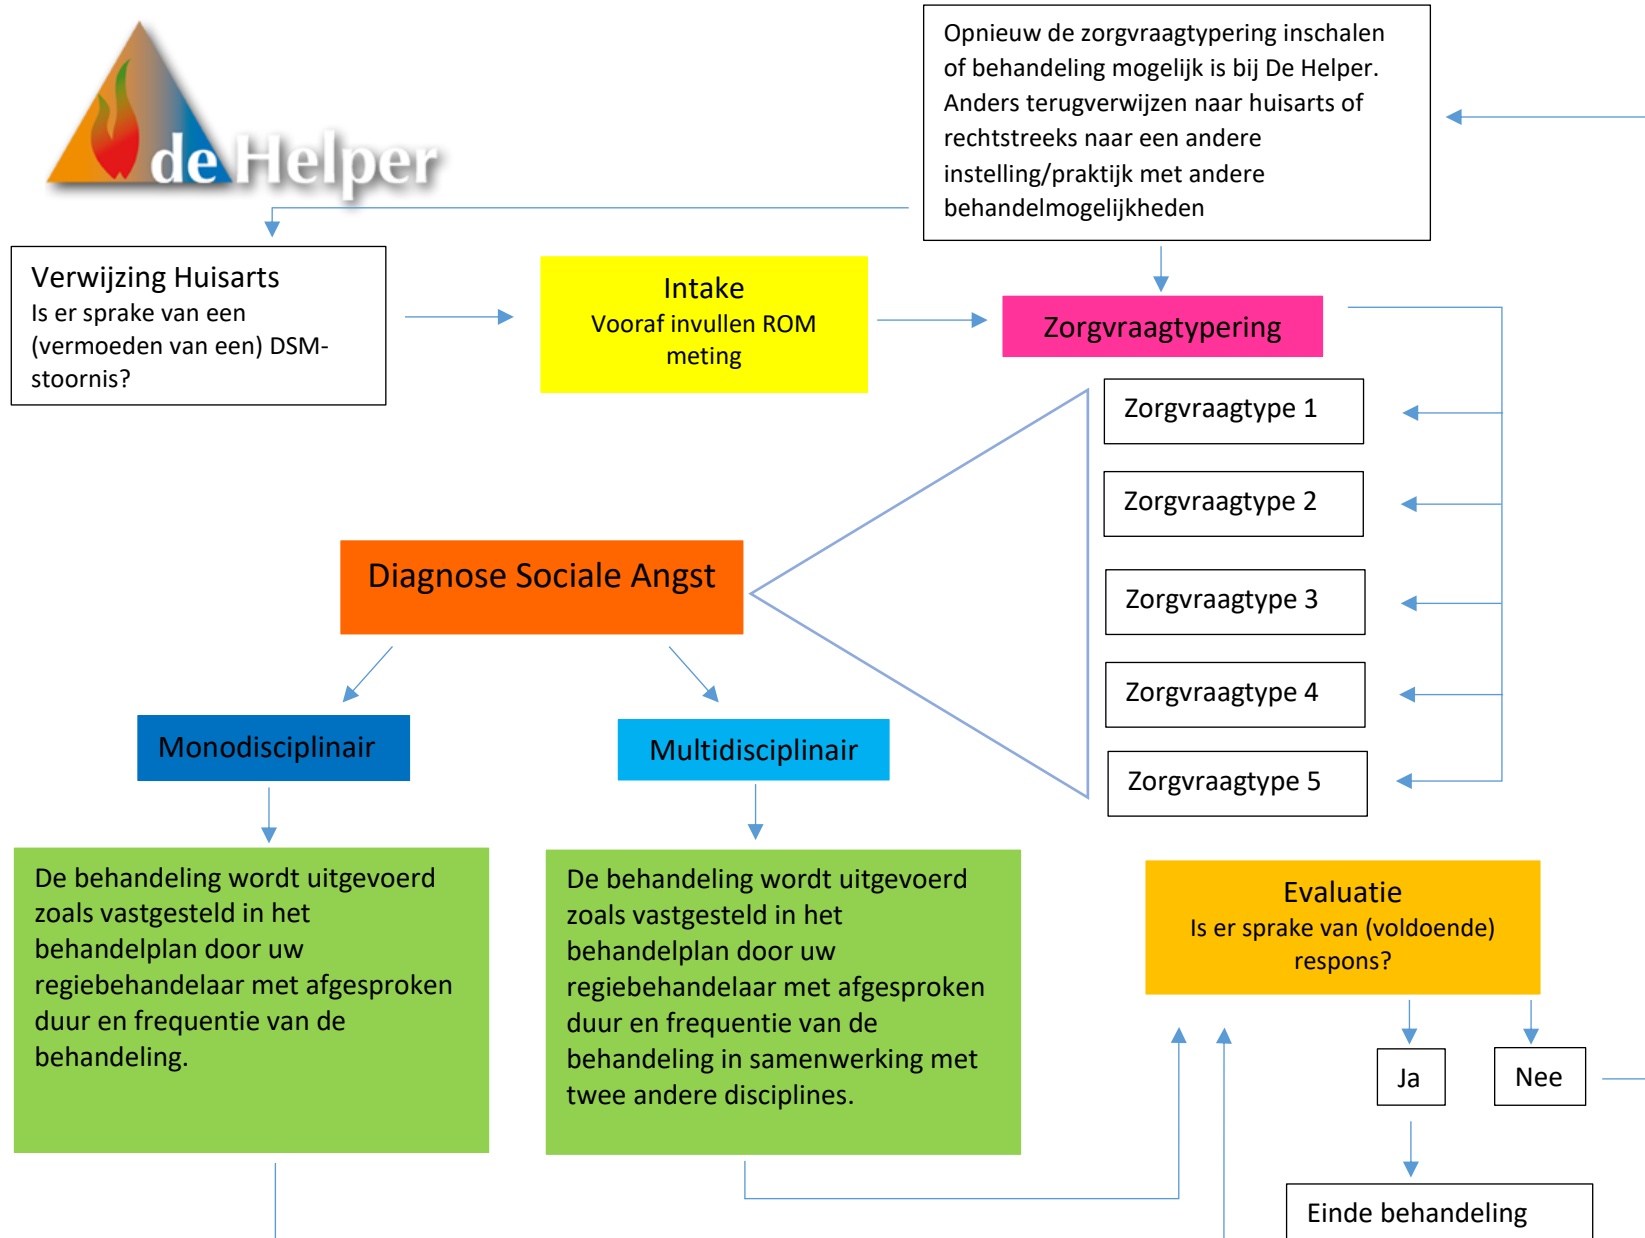 de Helper
Opnieuw de zorgvraagtypering inschalen
of behandeling mogelijk is bij De Helper.
Anders terugverwijzen naar huisarts of
rechtstreeks naar een andere
instelling/praktijk met andere
behandelmogelijkheden
Verwijzing Huisarts
Is er sprake van een
(vermoeden van een) DSM-
stoornis?
Intake
Vooraf invullen ROM
meting
Zorgvraagtypering
Zorgvraagtype 1
Zorgvraagtype 2
Zorgvraagtype 3
Zorgvraagtype 4
Zorgvraagtype 5
Diagnose Sociale Angst
Monodisciplinair
Multidisciplinair
De behandeling wordt uitgevoerd
zoals vastgesteld in het
behandelplan door uw
regiebehandelaar met afgesproken
duur en frequentie van de
behandeling.
De behandeling wordt uitgevoerd
zoals vastgesteld in het
behandelplan door uw
regiebehandelaar met afgesproken
duur en frequentie van de
behandeling in samenwerking met
twee andere disciplines.
Evaluatie
Is er sprake van (voldoende)
respons?
Ja
Nee
Einde behandeling